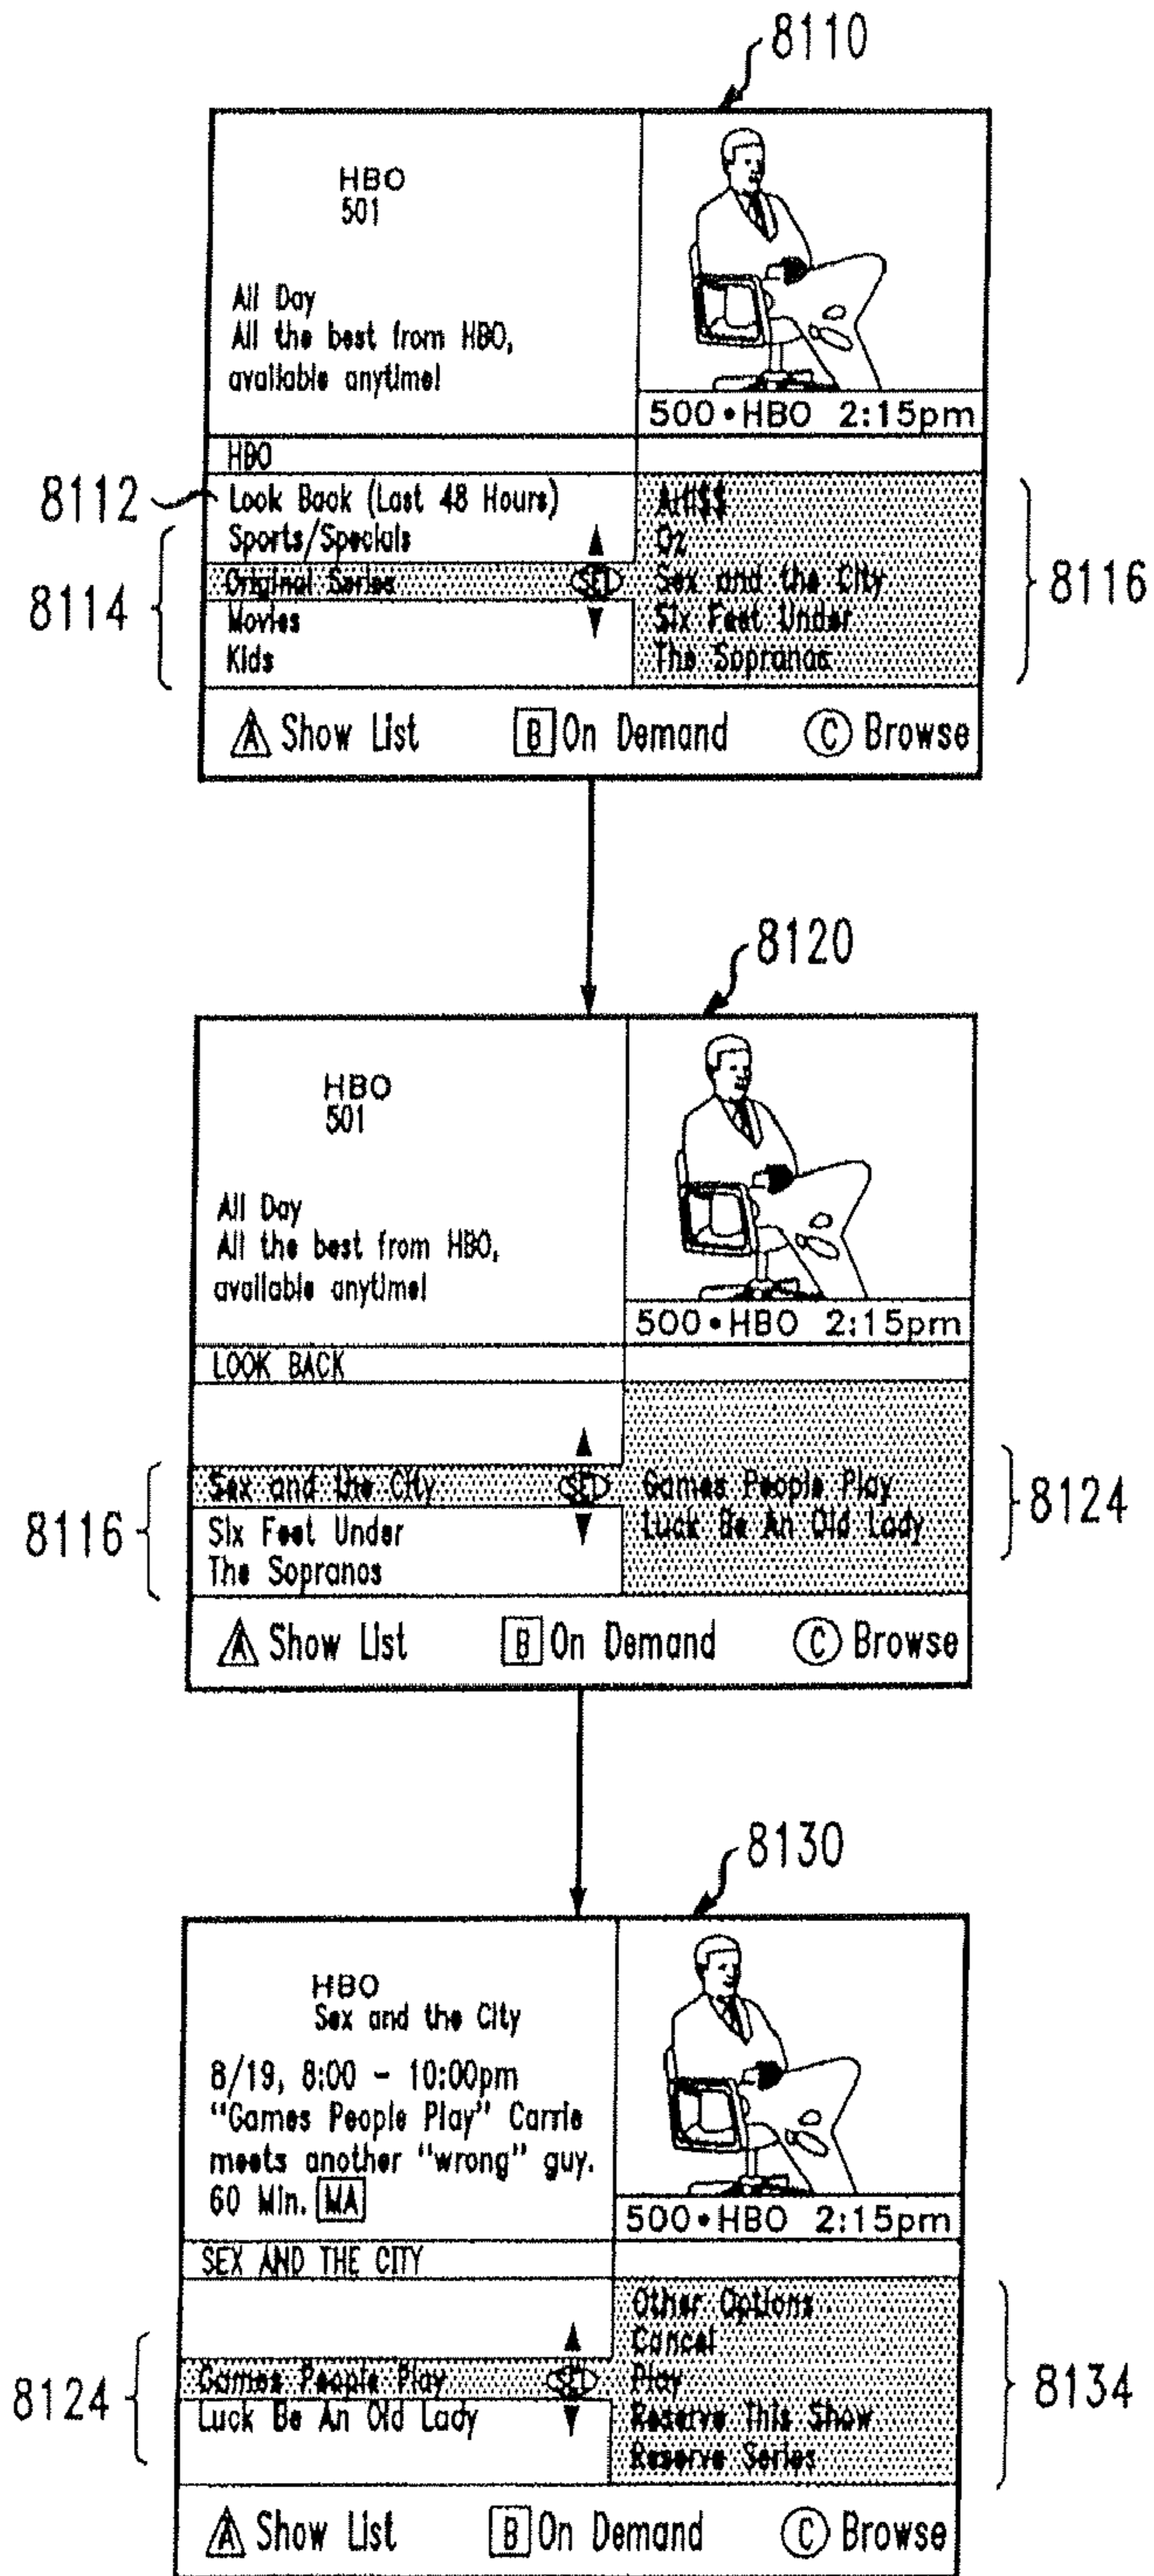 8110
HBO
501
All Day
All the best from HBO,
available anytime!
500•HBO 2:15pm
HBO
8112
Look Back (Last 48 Hours)
Sports/Specials
Original Series
SEL
Movies
Kids
8114
Arli$$
Oz
Sex and the City
Six Feet Under
The Sopranos
8116
A Show List
B On Demand
C Browse
8120
HBO
501
All Day
All the best from HBO,
available anytime!
500•HBO 2:15pm
LOOK BACK
Sex and the City
SEL
Six Feet Under
The Sopranos
8116
Games People Play
Luck Be An Old Lady
8124
A Show List
B On Demand
C Browse
8130
HBO
Sex and the City
8/19, 8:00 - 10:00pm
"Games People Play" Carrie
meets another "wrong" guy.
60 Min. MA
500•HBO 2:15pm
SEX AND THE CITY
Games People Play
SEL
Luck Be An Old Lady
8124
Other Options
Cancel
Play
Reserve This Show
Reserve Series
8134
A Show List
B On Demand
C Browse